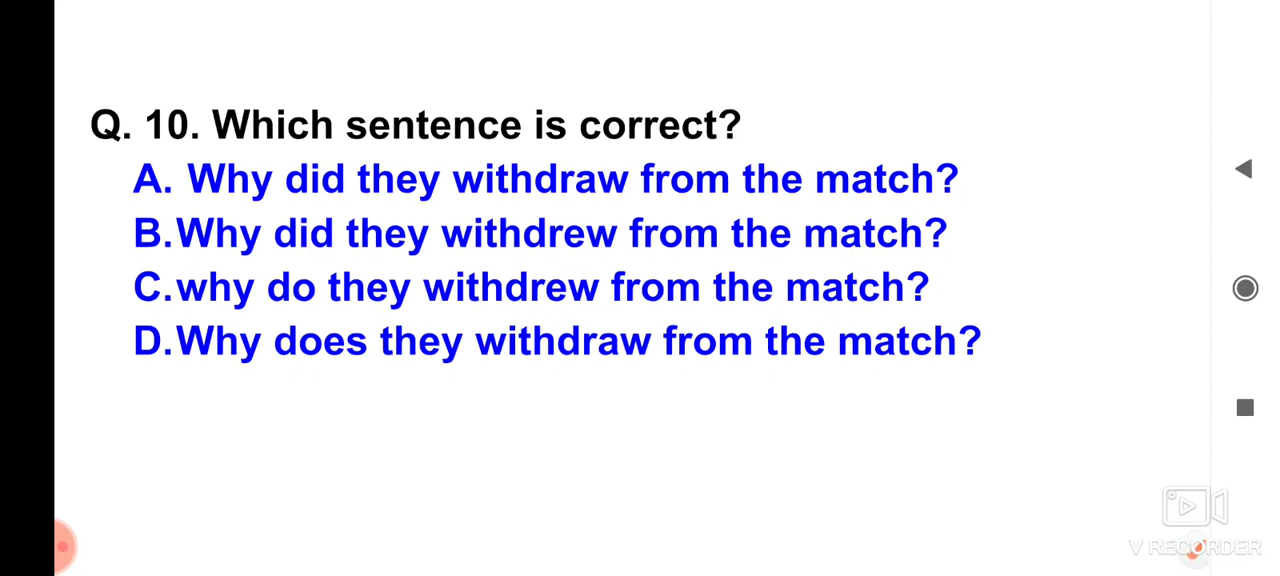 Q. 10. Which sentence is correct?
A. Why did they withdraw from the match?
B.Why did they withdrew from the match?
C.why do they withdrew from the match?
D.Why does they withdraw from the match?
V RECORDER